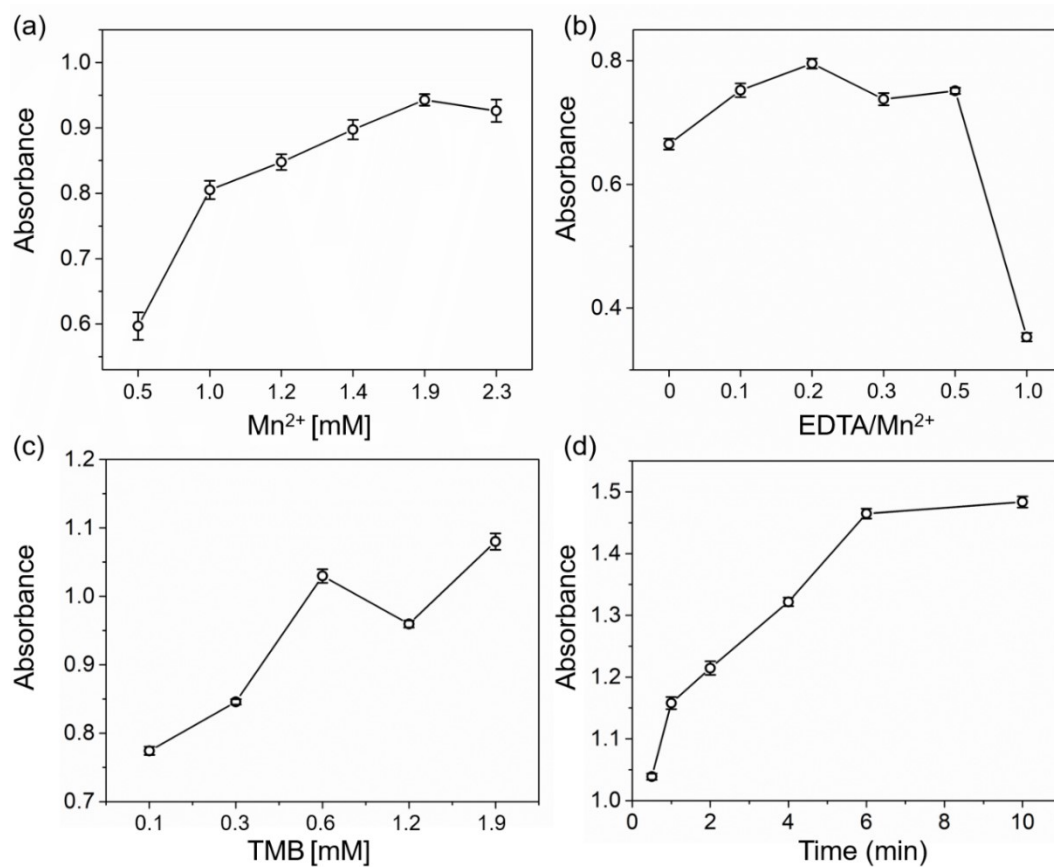 (a)
Absorbance
1.0
0.9
0.8
0.7
0.6
0.5 1.0 1.2 1.4 1.9 2.3
Mn²⁺ [mM]
(b)
Absorbance
0.8
0.6
0.4
0 0.1 0.2 0.3 0.5 1.0
EDTA/Mn²⁺
(c)
Absorbance
1.2
1.1
1.0
0.9
0.8
0.7
0.1 0.3 0.6 1.2 1.9
TMB [mM]
(d)
Absorbance
1.5
1.4
1.3
1.2
1.1
1.0
0 2 4 6 8 10
Time (min)